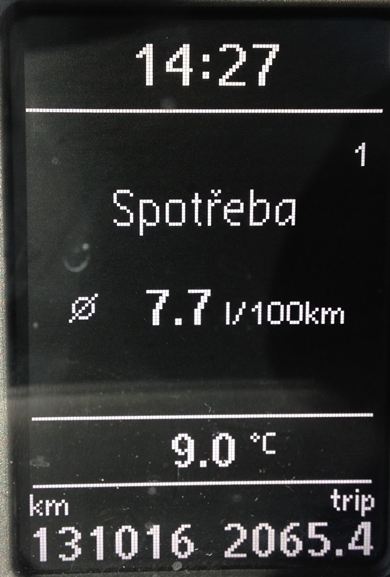 14:27
1
Spotřeba
Ø 7.7 l/100km
9.0 °C
km trip
131016 2065.4